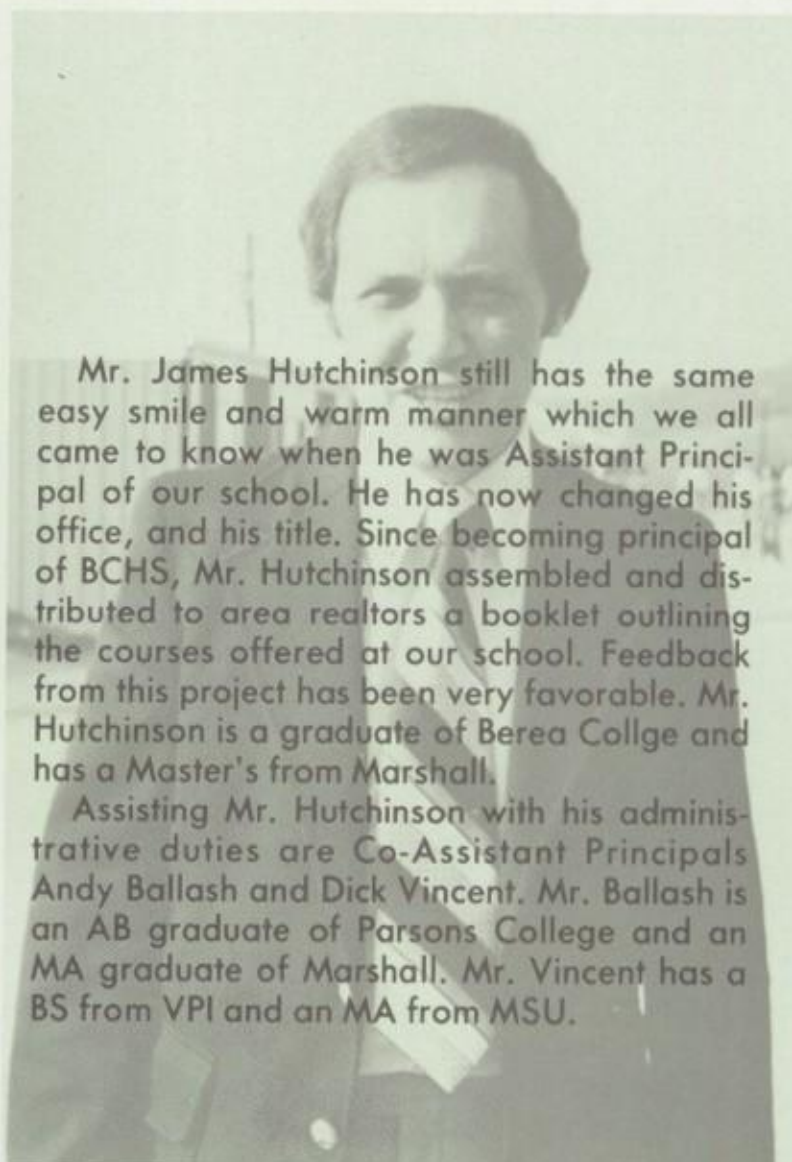 Mr. James Hutchinson still has the same
easy smile and warm manner which we all
came to know when he was Assistant Princi-
pal of our school. He has now changed his
office, and his title. Since becoming principal
of BCHS, Mr. Hutchinson assembled and dis-
tributed to area realtors a booklet outlining
the courses offered at our school. Feedback
from this project has been very favorable. Mr.
Hutchinson is a graduate of Berea Collge and
has a Master's from Marshall.
Assisting Mr. Hutchinson with his adminis-
trative duties are Co-Assistant Principals
Andy Ballash and Dick Vincent. Mr. Ballash is
an AB graduate of Parsons College and an
MA graduate of Marshall. Mr. Vincent has a
BS from VPI and an MA from MSU.